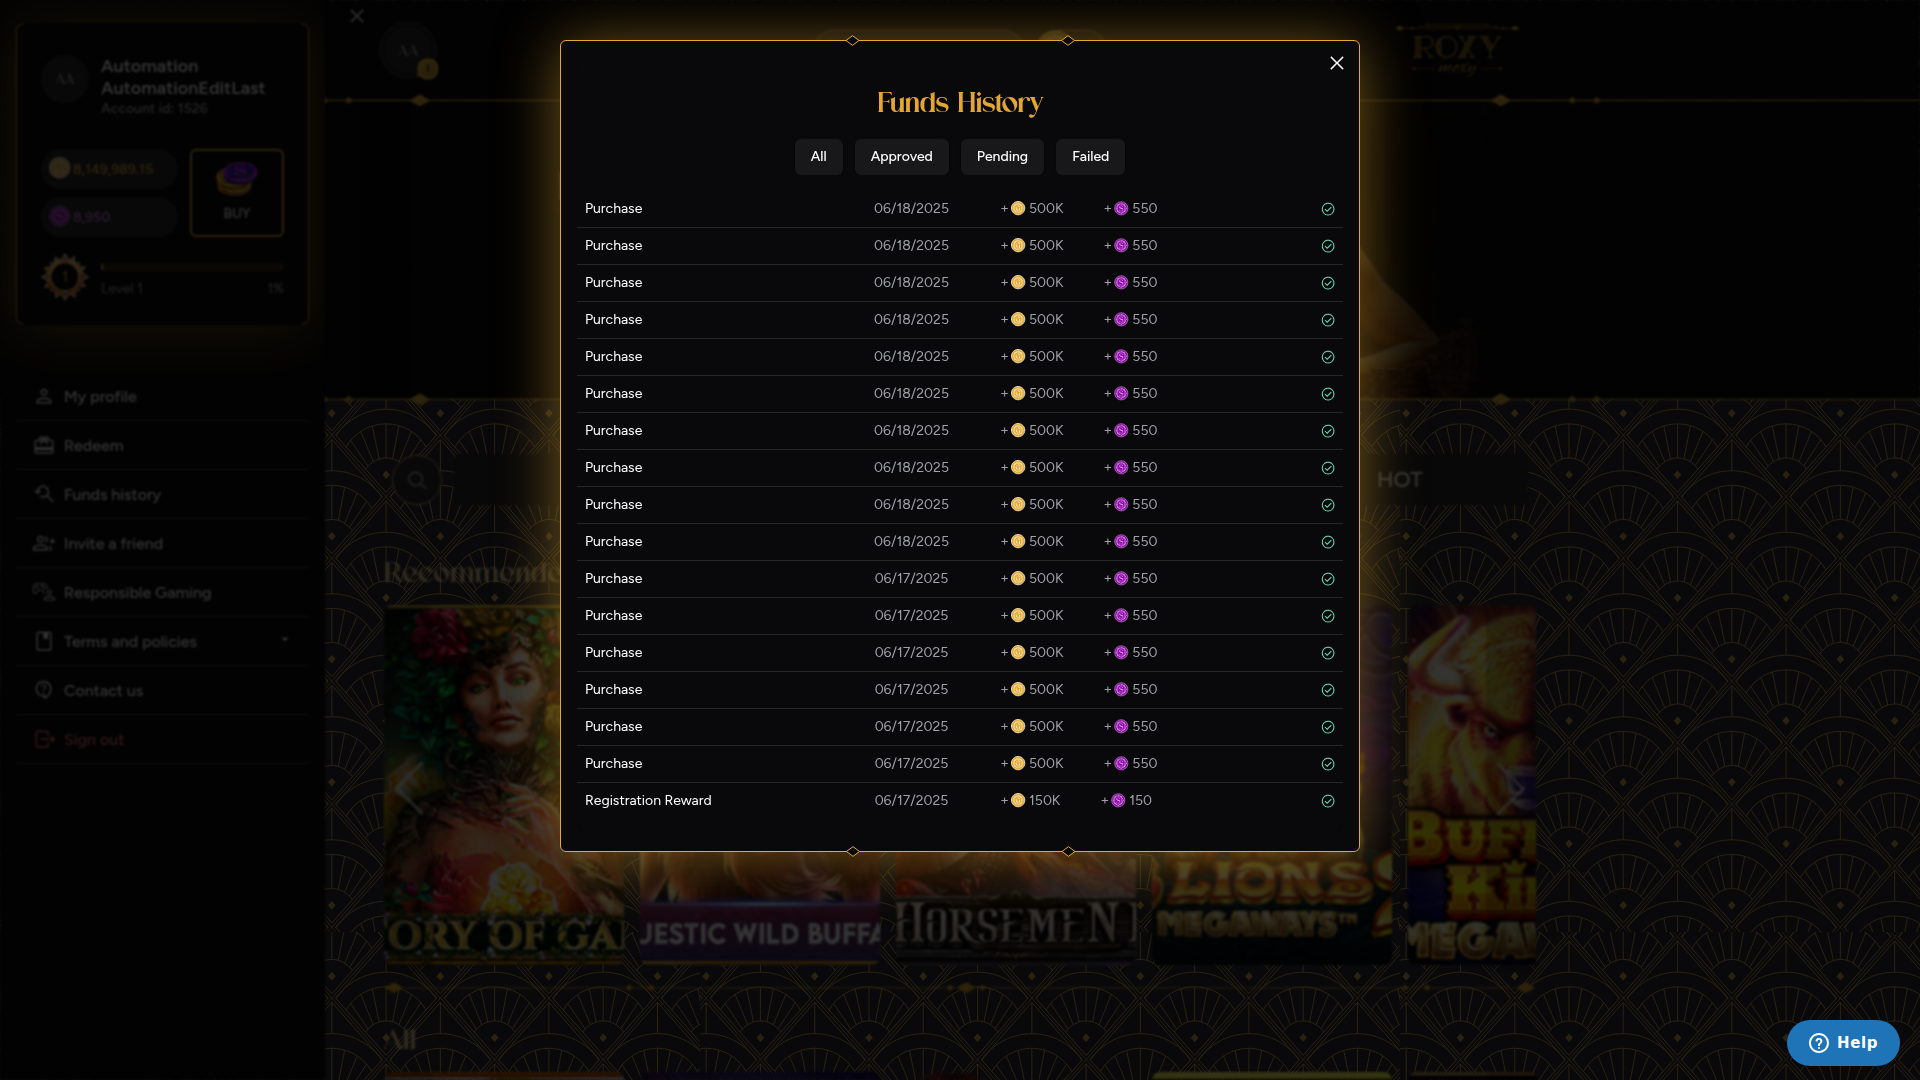 AA
Automation
AutomationEditLast
Account id: 1526
8,149,989.15
8,950
BUY
1
Level 1
1%
My profile
Redeem
Funds history
Invite a friend
Responsible Gaming
Terms and policies
Contact us
Sign out
AA
ROXY
moxy
Funds History
All
Approved
Pending
Failed
Purchase 06/18/2025 + 500K + 550
Purchase 06/18/2025 + 500K + 550
Purchase 06/18/2025 + 500K + 550
Purchase 06/18/2025 + 500K + 550
Purchase 06/18/2025 + 500K + 550
Purchase 06/18/2025 + 500K + 550
Purchase 06/18/2025 + 500K + 550
Purchase 06/18/2025 + 500K + 550
Purchase 06/18/2025 + 500K + 550
Purchase 06/18/2025 + 500K + 550
Purchase 06/17/2025 + 500K + 550
Purchase 06/17/2025 + 500K + 550
Purchase 06/17/2025 + 500K + 550
Purchase 06/17/2025 + 500K + 550
Purchase 06/17/2025 + 500K + 550
Purchase 06/17/2025 + 500K + 550
Registration Reward 06/17/2025 + 150K + 150
HOT
Recommende
ORY OF GA
JESTIC WILD BUFFA
HORSEMEN
LIONS
MEGAWAYS™
BUF
KI
MEGA
All
Help